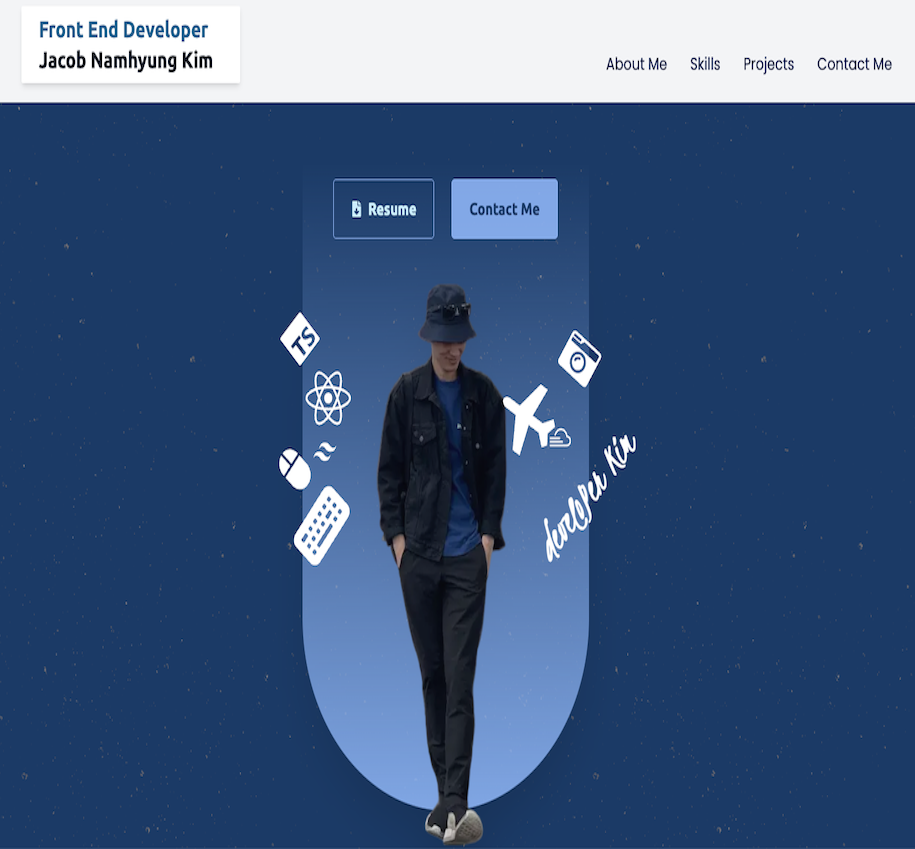 Front End Developer
Jacob Namhyung Kim
About Me Skills Projects Contact Me
Resume Contact Me
TS
developer Kim